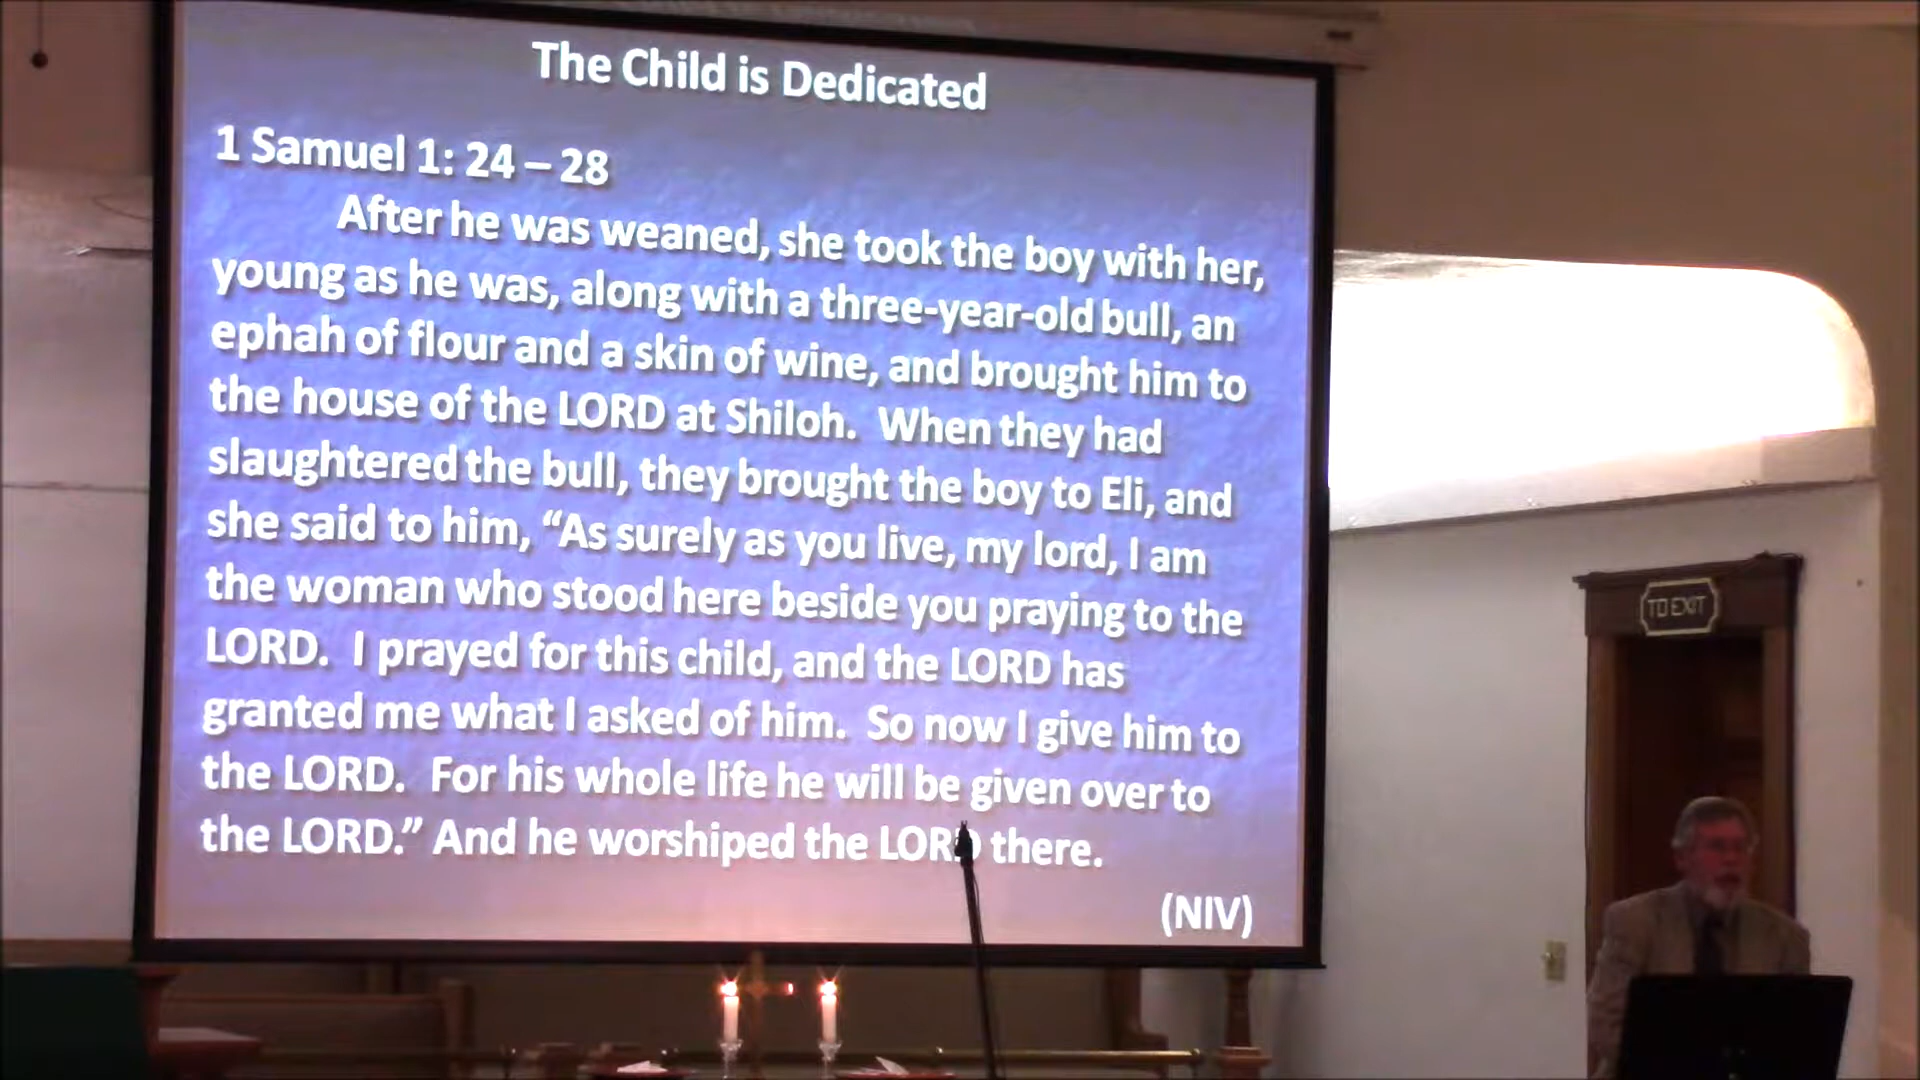 The Child is Dedicated
1 Samuel 1: 24 – 28
After he was weaned, she took the boy with her,
young as he was, along with a three-year-old bull, an
ephah of flour and a skin of wine, and brought him to
the house of the LORD at Shiloh. When they had
slaughtered the bull, they brought the boy to Eli, and
she said to him, “As surely as you live, my lord, I am
the woman who stood here beside you praying to the
LORD. I prayed for this child, and the LORD has
granted me what I asked of him. So now I give him to
the LORD. For his whole life he will be given over to
the LORD.” And he worshiped the LORD there.
(NIV)
TO EXIT